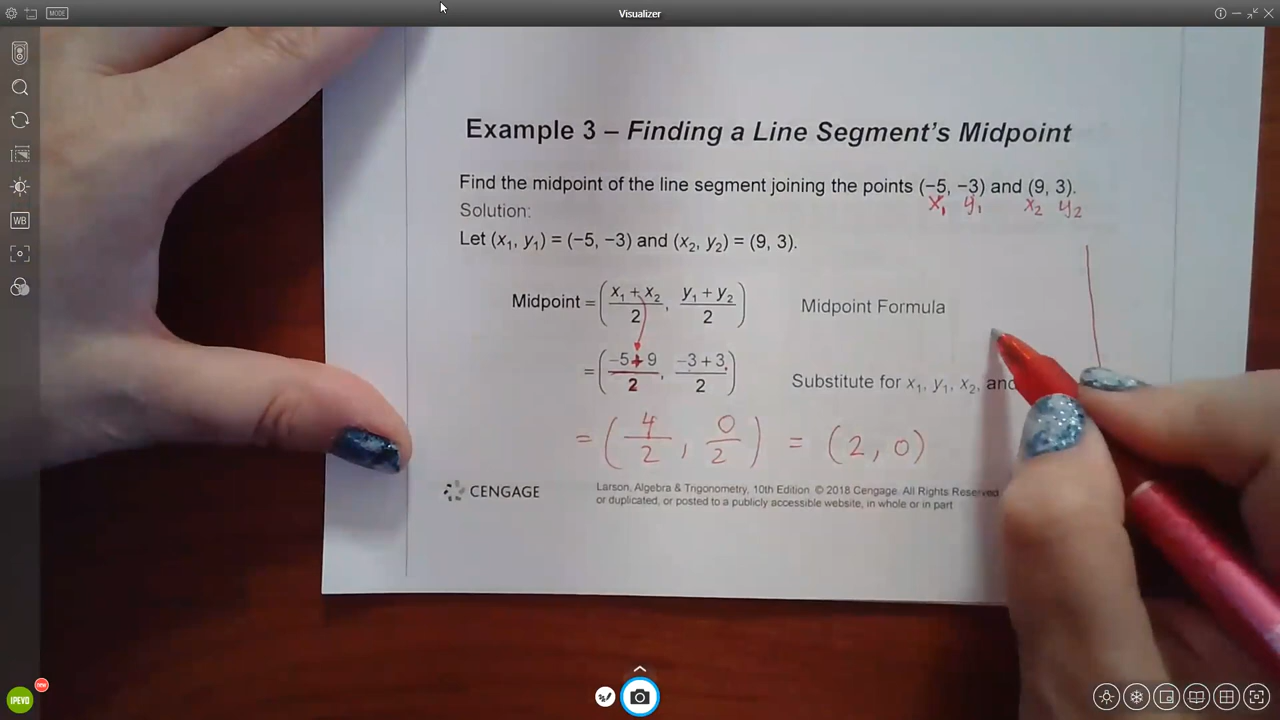 MODE
Visualizer
WB
Example 3 – Finding a Line Segment's Midpoint
Find the midpoint of the line segment joining the points (−5, −3) and (9, 3).
x₁ y₁ x₂ y₂
Solution:
Let (x₁, y₁) = (−5, −3) and (x₂, y₂) = (9, 3).
Midpoint = (x₁ + x₂ / 2, y₁ + y₂ / 2) Midpoint Formula
= (−5 + 9 / 2, −3 + 3 / 2) Substitute for x₁, y₁, x₂, and
= (4/2, 0/2) = (2, 0)
CENGAGE
Larson, Algebra & Trigonometry, 10th Edition. © 2018 Cengage. All Rights Reserved
or duplicated, or posted to a publicly accessible website, in whole or in part
IPEVO
new